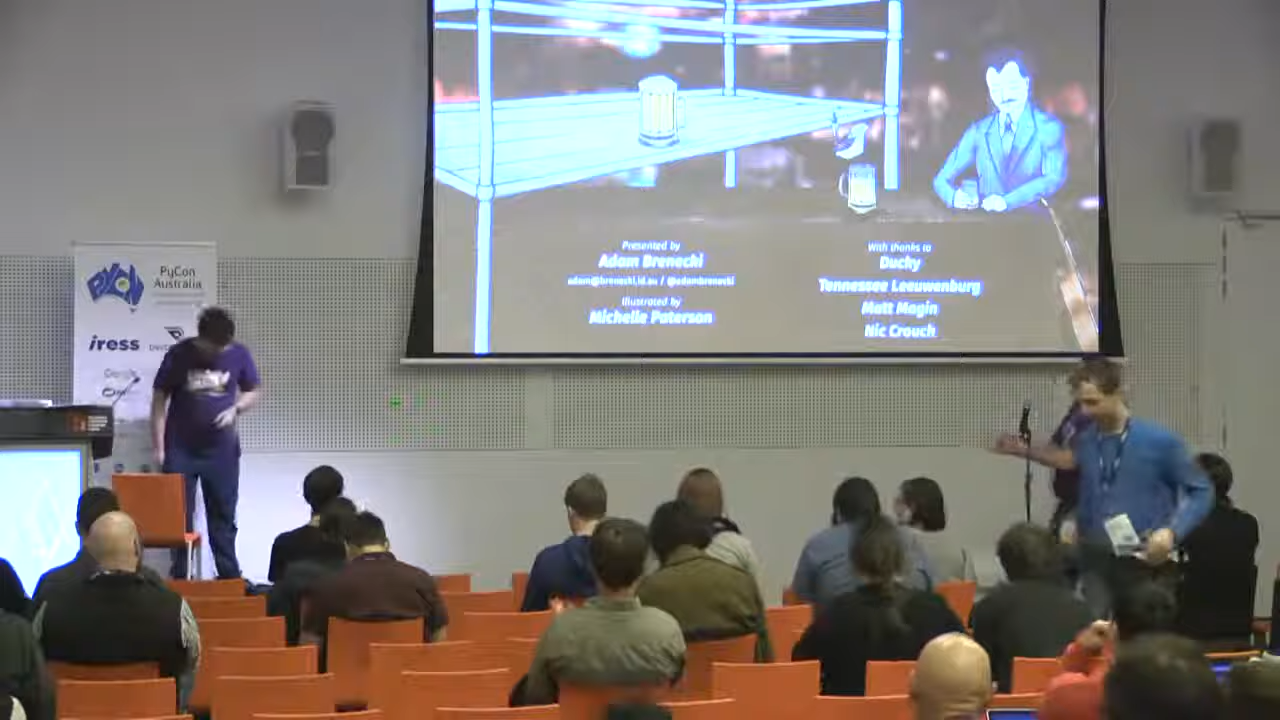 Presented by
Adam Brenecki
adam@brenecki.id.au / @adambrenecki
Illustrated by
Michelle Paterson
With thanks to
Ducky
Tennessee Leeuwenburg
Matt Magin
Nic Crouch
PyCon
Australia
iress